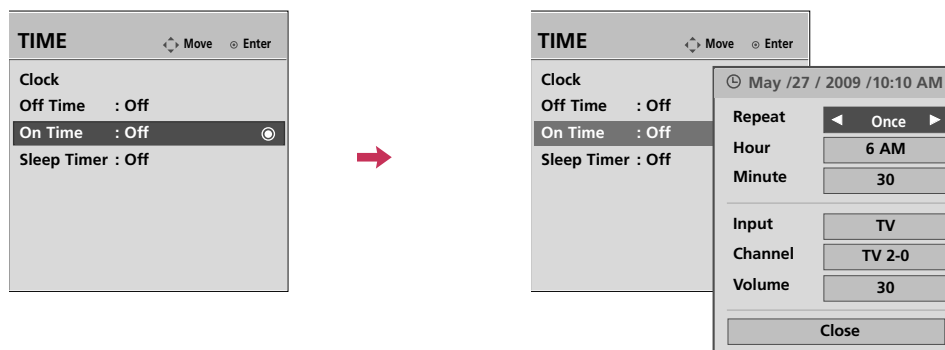 TIME Move Enter
Clock
Off Time : Off
On Time : Off
Sleep Timer : Off
TIME Move Enter
Clock
Off Time : Off
On Time : Off
Sleep Timer : Off
May /27 / 2009 /10:10 AM
Repeat Once
Hour 6 AM
Minute 30
Input TV
Channel TV 2-0
Volume 30
Close